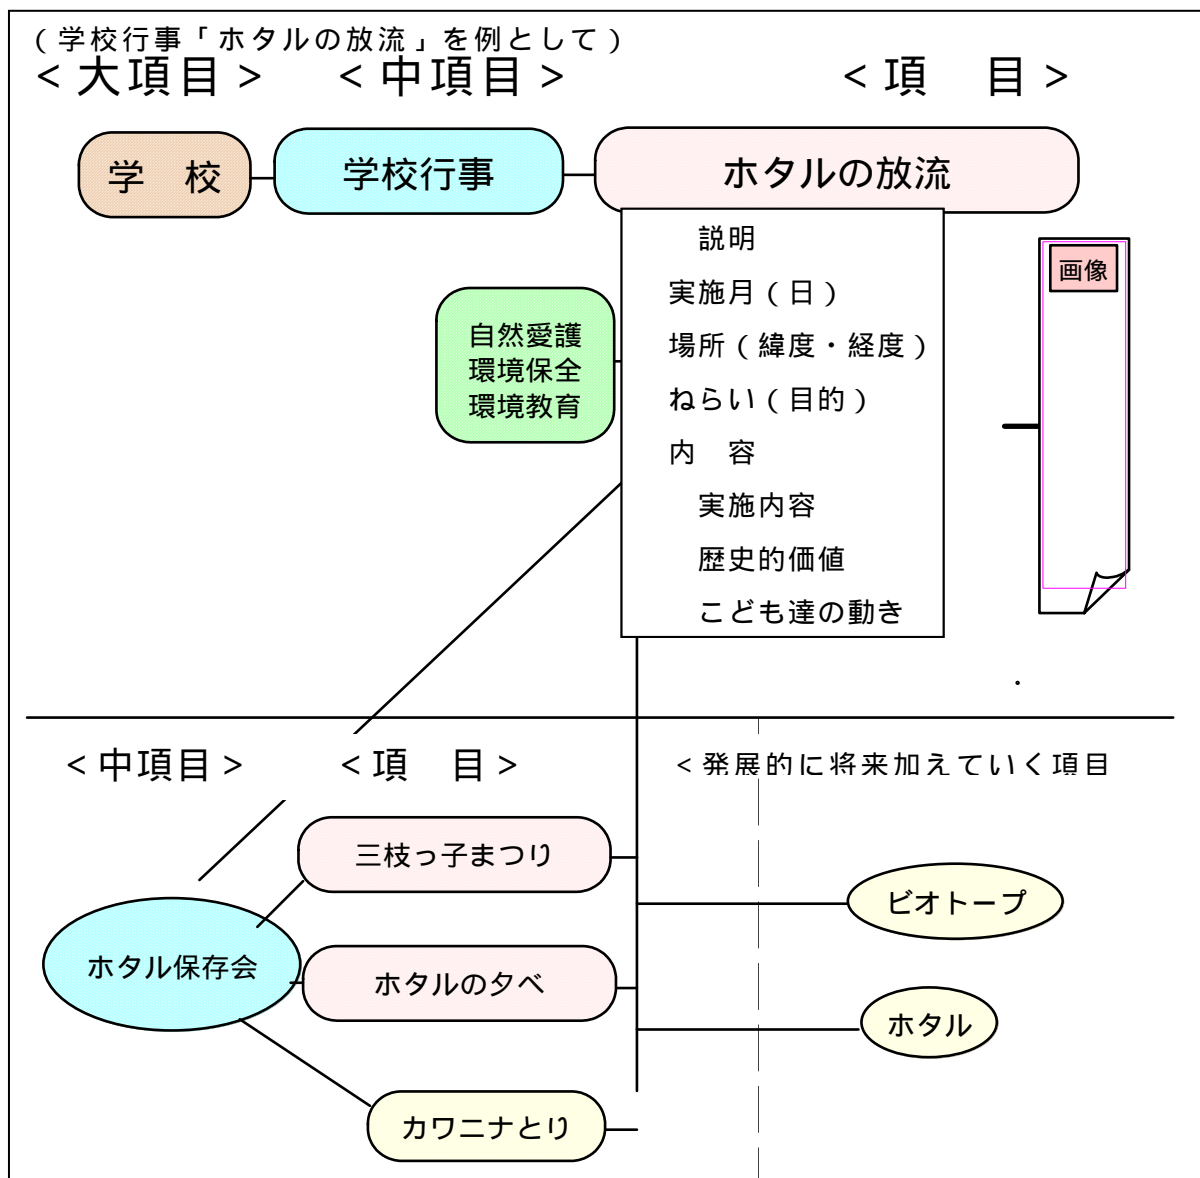 (学校行事「ホタルの放流」を例として)
<大項目> <中項目> <項　目>
学　校 学校行事 ホタルの放流
説明
実施月(日)
場所(緯度・経度)
ねらい(目的)
内　容
実施内容
歴史的価値
こども達の動き
画像
自然愛護
環境保全
環境教育
<中項目> <項　目> <発展的に将来加えていく項目
三枝っ子まつり
ホタル保存会
ホタルの夕べ
カワニナとり
ビオトープ
ホタル